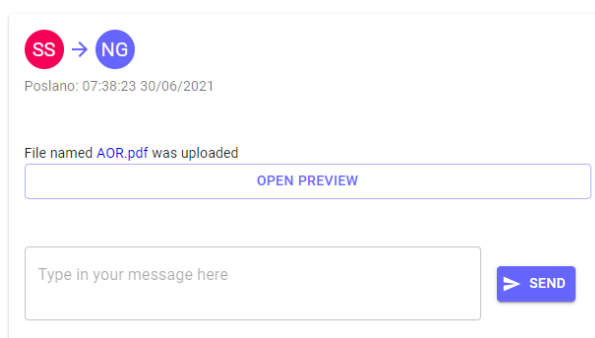 SS → NG
Poslano: 07:38:23 30/06/2021
File named AOR.pdf was uploaded
OPEN PREVIEW
Type in your message here
SEND